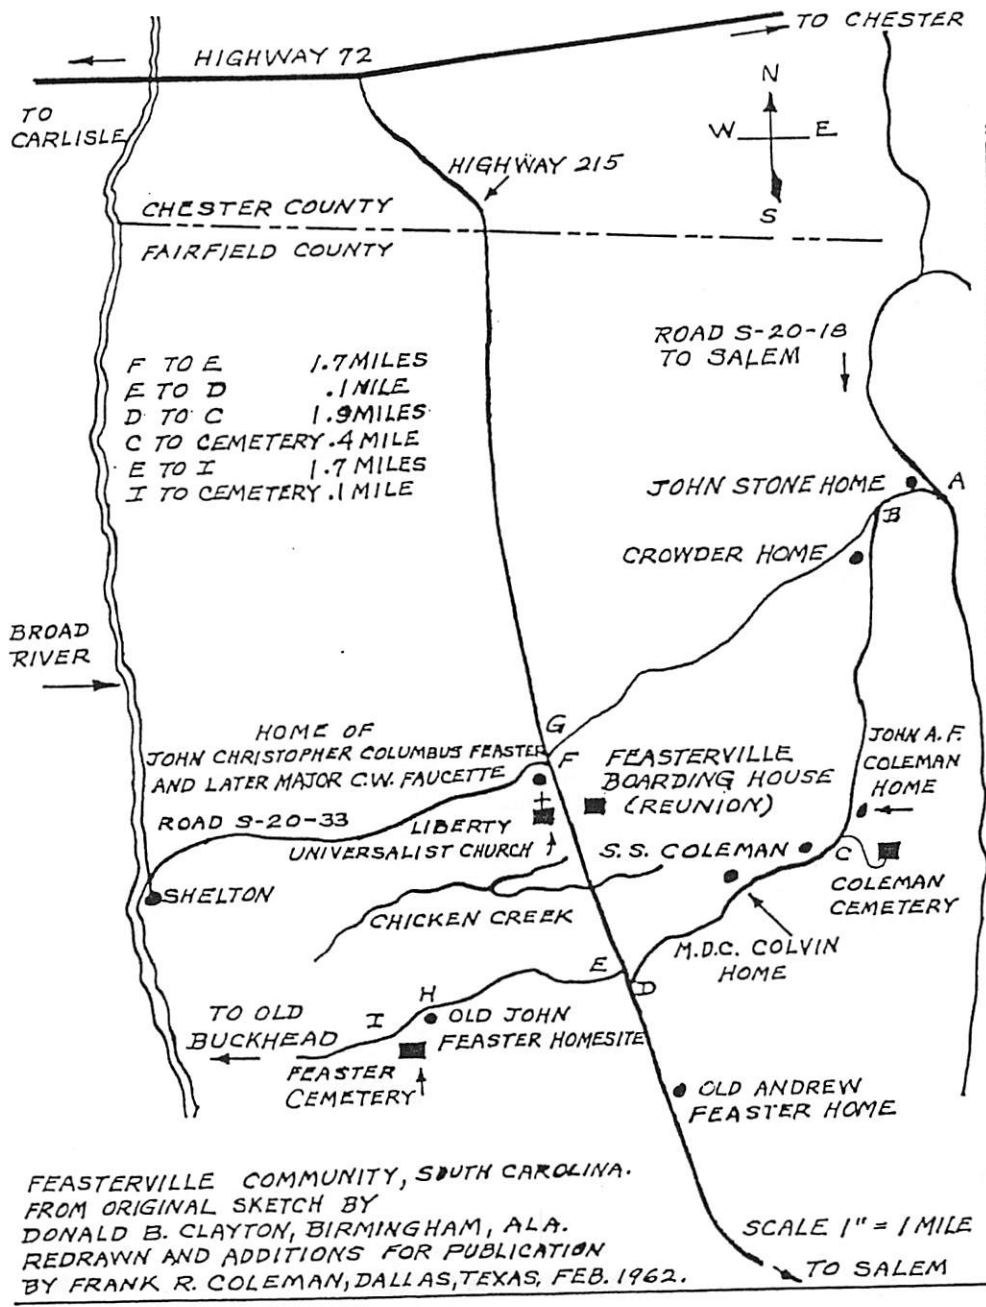 TO CHESTER
HIGHWAY 72
TO
CARLISLE
N
W E
S
HIGHWAY 215
CHESTER COUNTY
FAIRFIELD COUNTY
ROAD S-20-18
TO SALEM
F TO E 1.7 MILES
E TO D .1 MILE
D TO C 1.9 MILES
C TO CEMETERY .4 MILE
E TO I 1.7 MILES
I TO CEMETERY .1 MILE
JOHN STONE HOME
A
B
CROWDER HOME
BROAD
RIVER
G
HOME OF
JOHN CHRISTOPHER COLUMBUS FEASTER
AND LATER MAJOR C.W. FAUCETTE
F
FEASTERVILLE
BOARDING HOUSE
(REUNION)
JOHN A. F.
COLEMAN
HOME
ROAD S-20-33
LIBERTY
UNIVERSALIST CHURCH
S. S. COLEMAN
C
COLEMAN
CEMETERY
SHELTON
CHICKEN CREEK
M.D.C. COLVIN
HOME
E
D
H
I
TO OLD
BUCKHEAD
OLD JOHN
FEASTER HOMESITE
FEASTER
CEMETERY
OLD ANDREW
FEASTER HOME
FEASTERVILLE COMMUNITY, SOUTH CAROLINA.
FROM ORIGINAL SKETCH BY
DONALD B. CLAYTON, BIRMINGHAM, ALA.
REDRAWN AND ADDITIONS FOR PUBLICATION
BY FRANK R. COLEMAN, DALLAS, TEXAS, FEB. 1962.
SCALE 1" = 1 MILE
TO SALEM